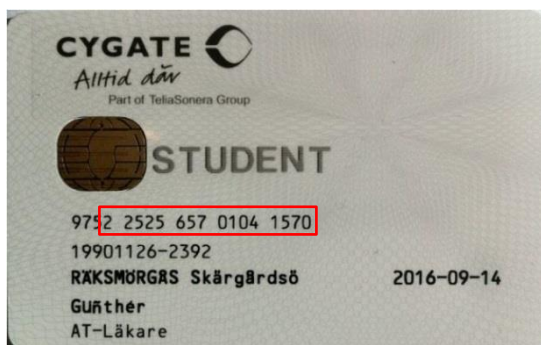 CYGATE
Alltid där
Part of TeliaSonera Group
STUDENT
9752 2525 657 0104 1570
19901126-2392
RÄKSMÖRGÅS Skärgårdsö 2016-09-14
Guñthér
AT-Läkare